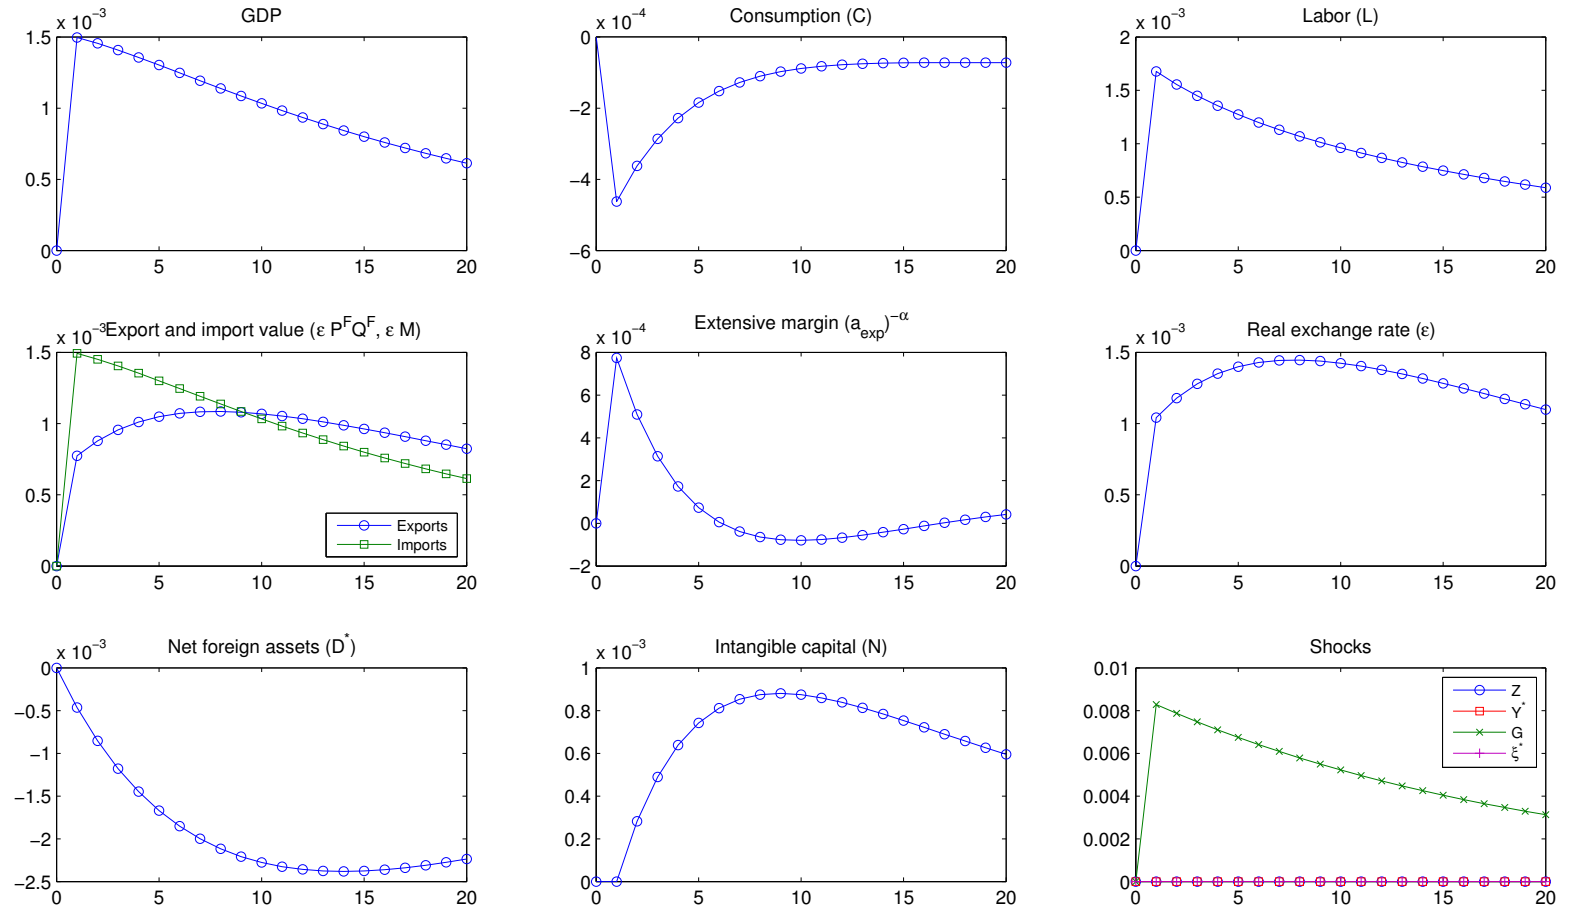 GDP
x 10⁻³
1.5
1
0.5
0
0 5 10 15 20
Consumption (C)
x 10⁻⁴
0
−2
−4
−6
0 5 10 15 20
Labor (L)
x 10⁻³
2
1.5
1
0.5
0
0 5 10 15 20
x 10⁻³ Export and import value (ε PᶠQᶠ, ε M)
1.5
1
0.5
0
0 5 10 15 20
Exports
Imports
Extensive margin (a_exp)^−α
x 10⁻⁴
8
6
4
2
0
−2
0 5 10 15 20
Real exchange rate (ε)
x 10⁻³
1.5
1
0.5
0
0 5 10 15 20
Net foreign assets (D*)
x 10⁻³
0
−0.5
−1
−1.5
−2
−2.5
0 5 10 15 20
Intangible capital (N)
x 10⁻³
1
0.8
0.6
0.4
0.2
0
0 5 10 15 20
Shocks
0.01
0.008
0.006
0.004
0.002
0
0 5 10 15 20
Z
Y*
G
ξ*